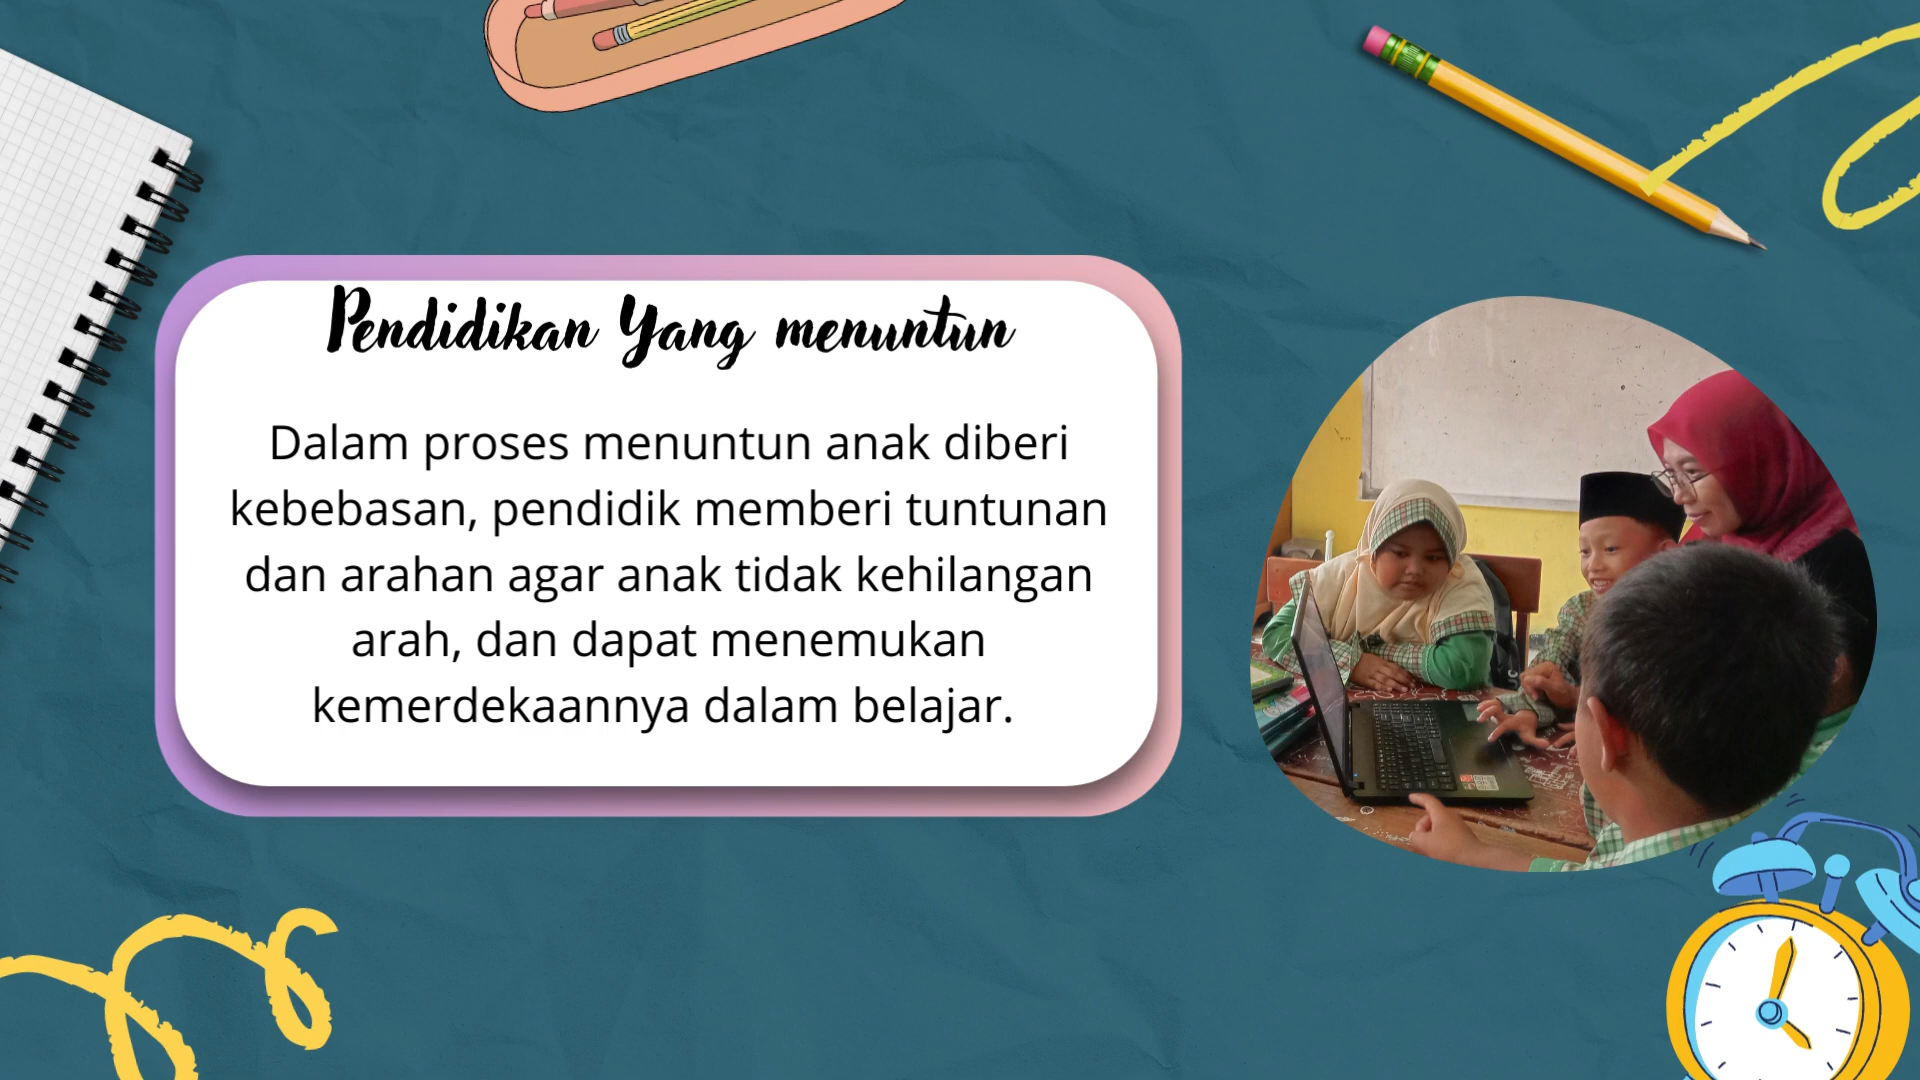 Pendidikan Yang menuntun
Dalam proses menuntun anak diberi
kebebasan, pendidik memberi tuntunan
dan arahan agar anak tidak kehilangan
arah, dan dapat menemukan
kemerdekaannya dalam belajar.